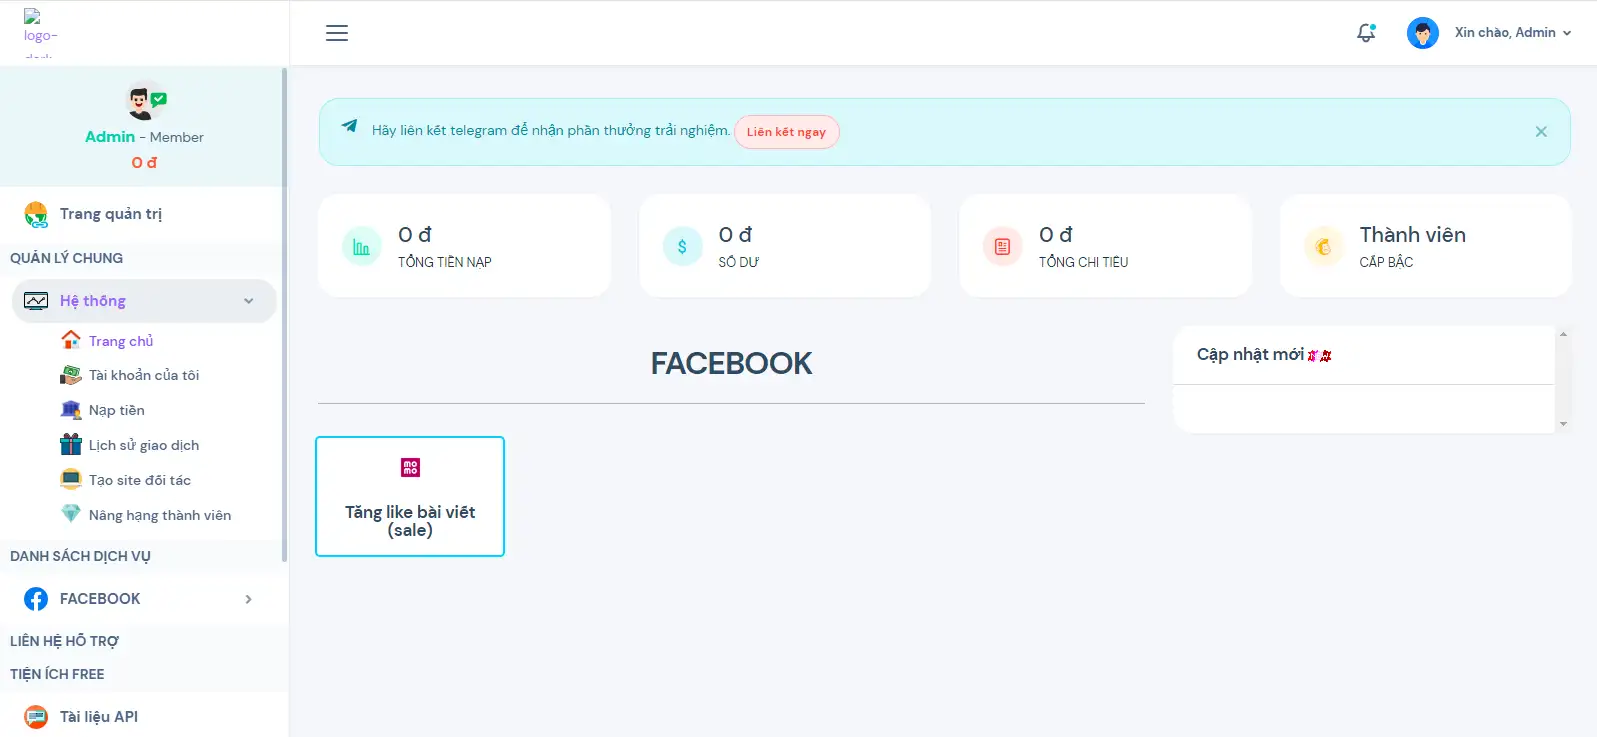 logo-
dark
Xin chào, Admin
Admin - Member
0 đ
Trang quản trị
QUẢN LÝ CHUNG
Hệ thống
Trang chủ
Tài khoản của tôi
Nạp tiền
Lịch sử giao dịch
Tạo site đối tác
Nâng hạng thành viên
DANH SÁCH DỊCH VỤ
FACEBOOK
LIÊN HỆ HỖ TRỢ
TIỆN ÍCH FREE
Tài liệu API
Hãy liên kết telegram để nhận phần thưởng trải nghiệm. Liên kết ngay
0 đ
TỔNG TIỀN NẠP
0 đ
SỐ DƯ
0 đ
TỔNG CHI TIÊU
Thành viên
CẤP BẬC
FACEBOOK
mo
mo
Tăng like bài viết
(sale)
Cập nhật mới